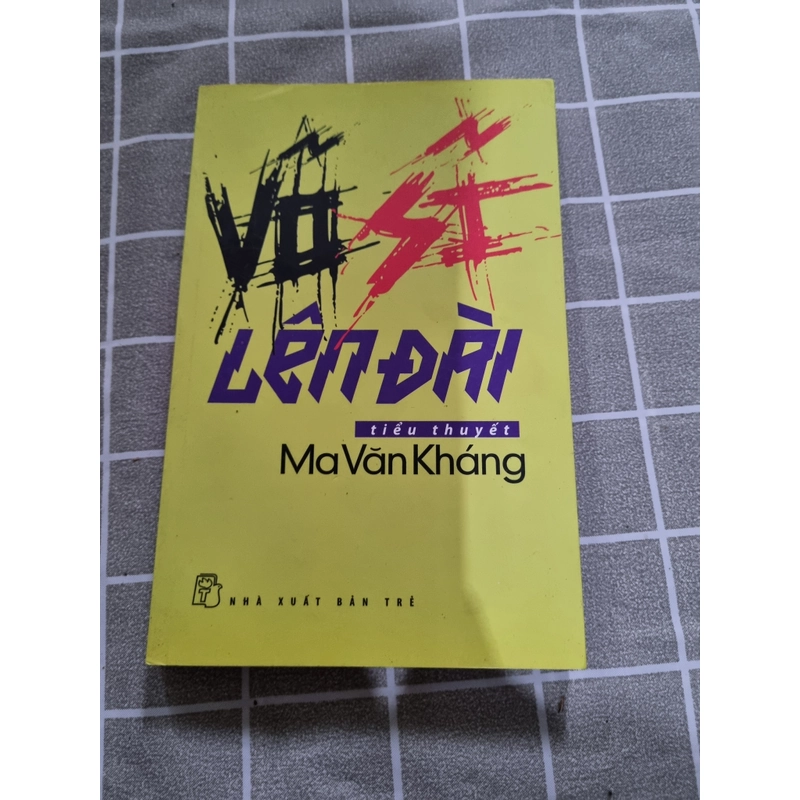 Võ Sĩ
LÊN ĐÀI
tiểu thuyết
Ma Văn Kháng
NHÀ XUẤT BẢN TRẺ